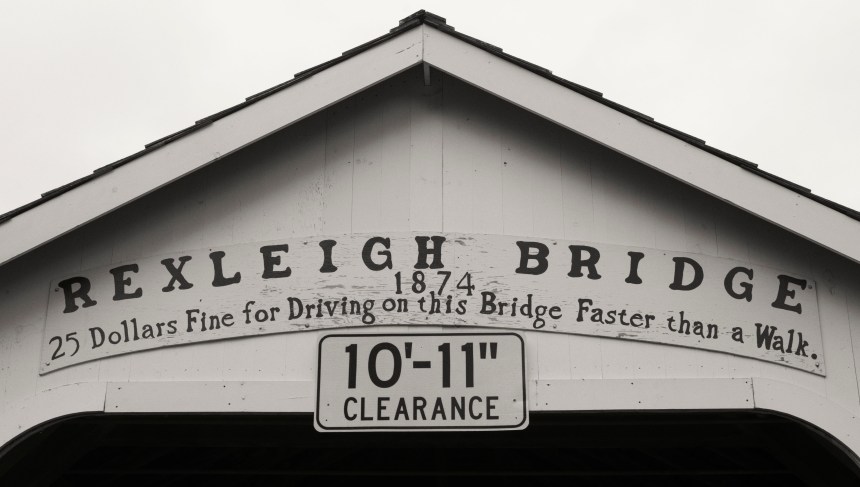 REXLEIGH BRIDGE
1874
25 Dollars Fine for Driving on this Bridge Faster than a Walk.
10'-11"
CLEARANCE